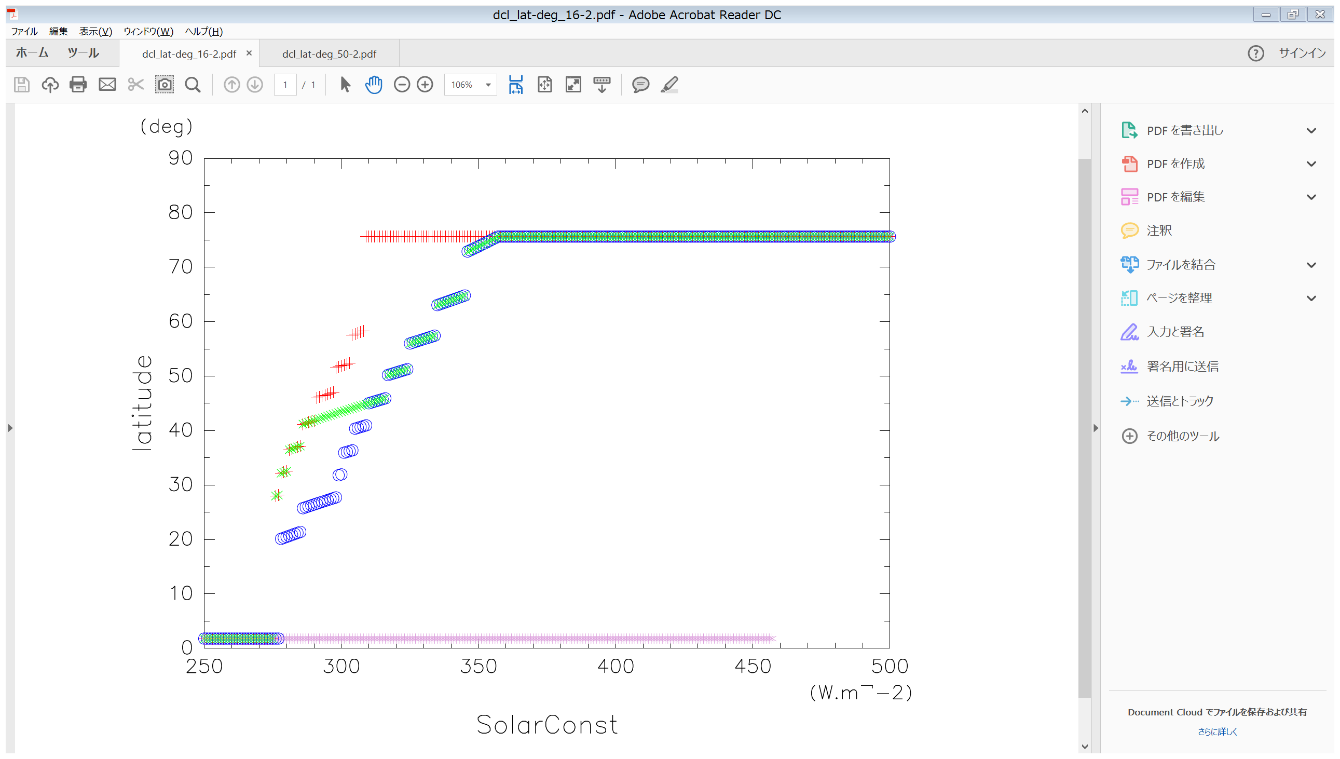 dcl_lat-deg_16-2.pdf - Adobe Acrobat Reader DC
ファイル 編集 表示(V) ウィンドウ(W) ヘルプ(H)
ホーム ツール dcl_lat-deg_16-2.pdf × dcl_lat-deg_50-2.pdf ? サインイン
1 / 1 106%
(deg)
90
80
70
60
50
40
30
20
10
0
latitude
250 300 350 400 450 500
(W.m¬-2)
SolarConst
PDF を書き出し
PDF を作成
PDF を編集
注釈
ファイルを結合
ページを整理
入力と署名
署名用に送信
送信とトラック
その他のツール
Document Cloud でファイルを保存および共有
さらに詳しく